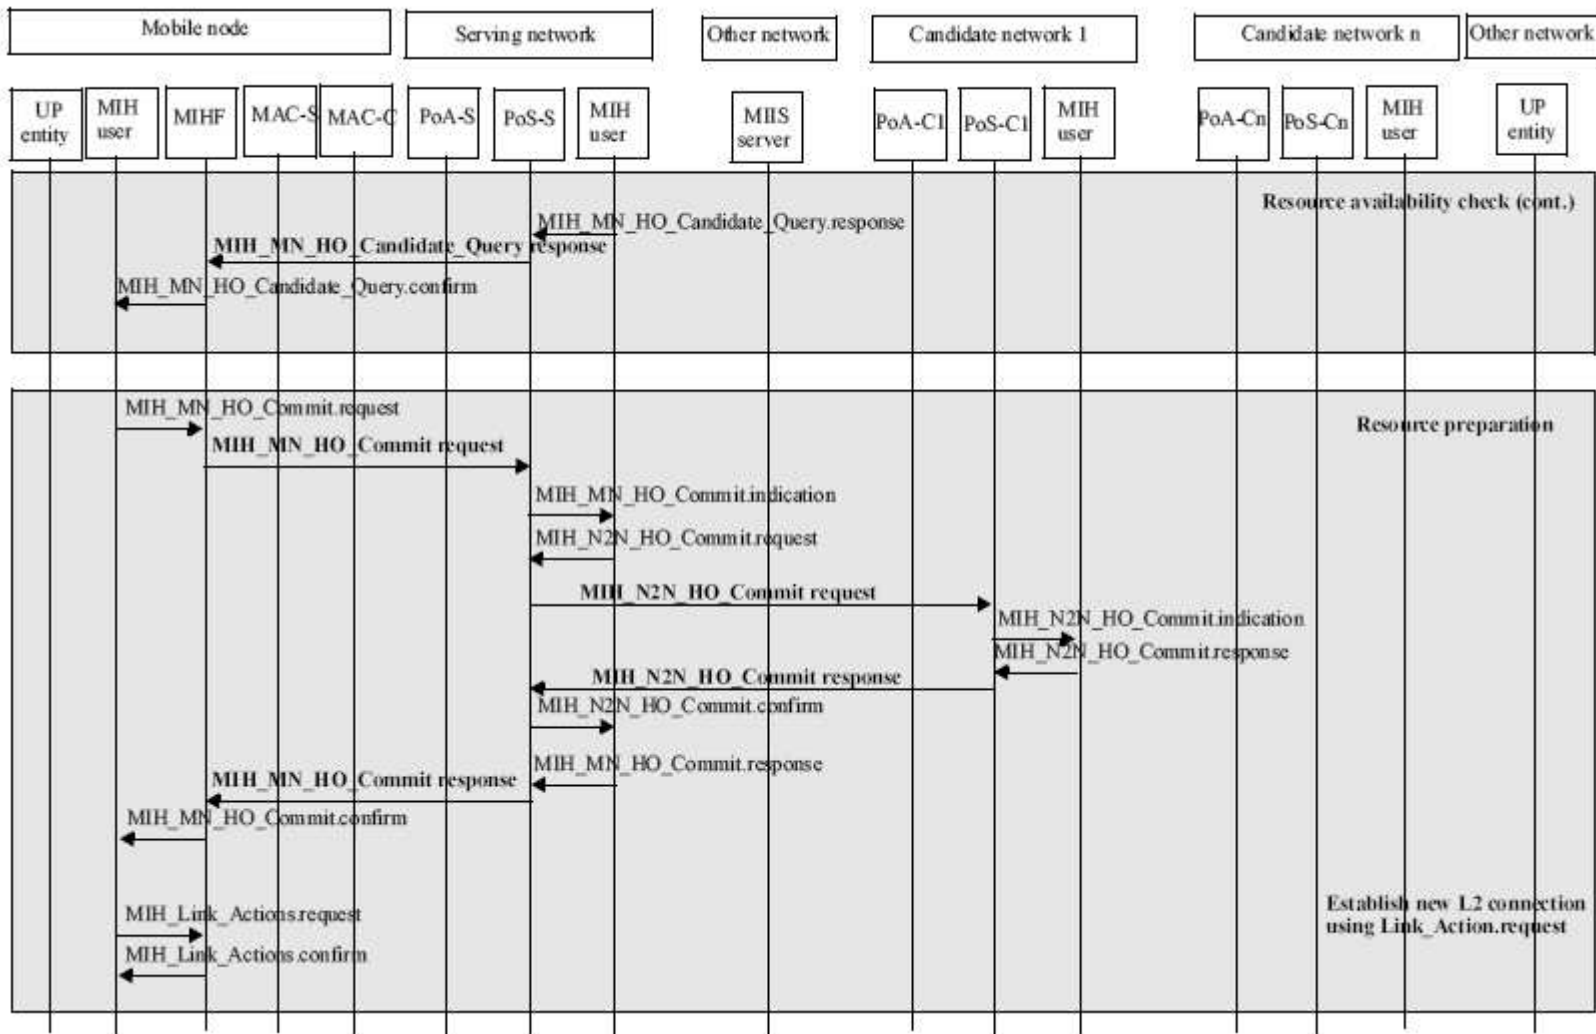 Mobile node
Serving network
Other network
Candidate network 1
Candidate network n
Other network
UP
entity
MIH
user
MIHF
MAC-S
MAC-C
PoA-S
PoS-S
MIH
user
MIIS
server
PoA-C1
PoS-C1
MIH
user
PoA-Cn
PoS-Cn
MIH
user
UP
entity
Resource availability check (cont.)
MIH_MN_HO_Candidate_Query.response
MIH_MN_HO_Candidate_Query response
MIH_MN_HO_Candidate_Query.confirm
MIH_MN_HO_Commit.request
Resource preparation
MIH_MN_HO_Commit request
MIH_MN_HO_Commit.indication
MIH_N2N_HO_Commit.request
MIH_N2N_HO_Commit request
MIH_N2N_HO_Commit.indication
MIH_N2N_HO_Commit.response
MIH_N2N_HO_Commit response
MIH_N2N_HO_Commit.confirm
MIH_MN_HO_Commit.response
MIH_MN_HO_Commit response
MIH_MN_HO_Commit.confirm
MIH_Link_Actions.request
Establish new L2 connection
using Link_Action.request
MIH_Link_Actions.confirm